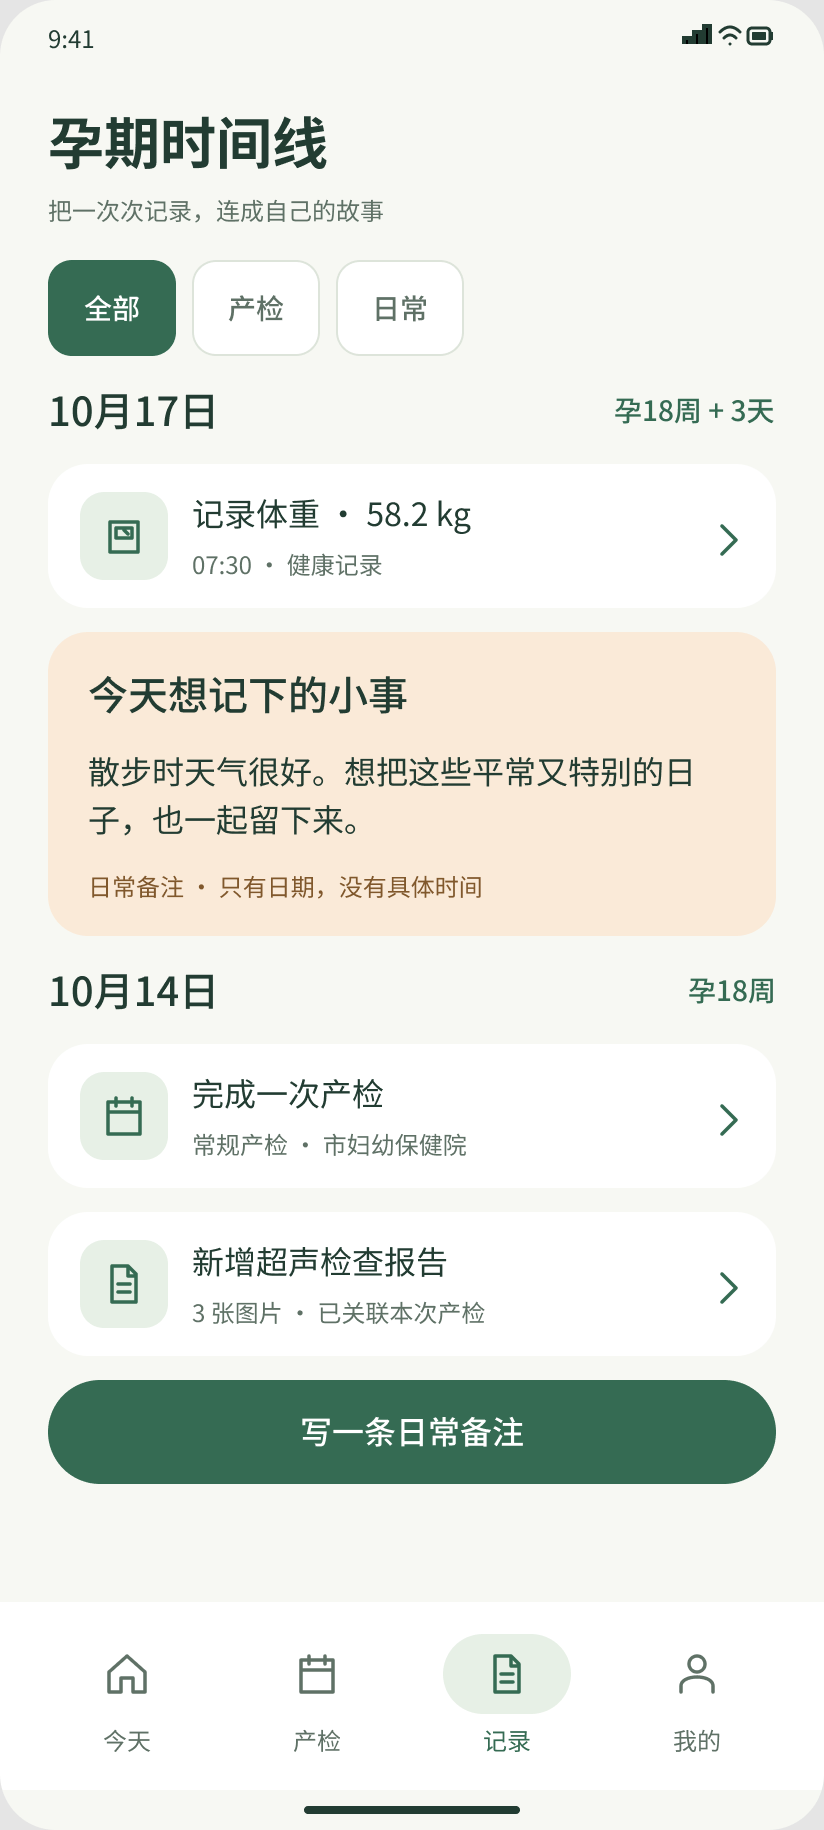 9:41
孕期时间线
把一次次记录，连成自己的故事
全部
产检
日常
10月17日
孕18周 + 3天
记录体重 · 58.2 kg
07:30 · 健康记录
今天想记下的小事
散步时天气很好。想把这些平常又特别的日
子，也一起留下来。
日常备注 · 只有日期，没有具体时间
10月14日
孕18周
完成一次产检
常规产检 · 市妇幼保健院
新增超声检查报告
3 张图片 · 已关联本次产检
写一条日常备注
今天
产检
记录
我的